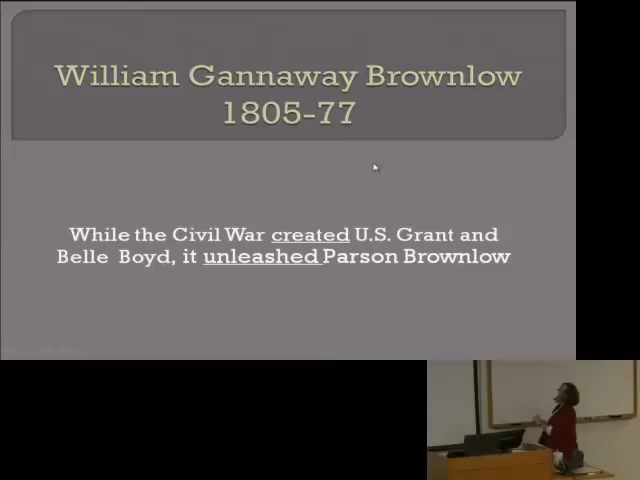 William Gannaway Brownlow
1805-77
While the Civil War created U.S. Grant and
Belle Boyd, it unleashed Parson Brownlow